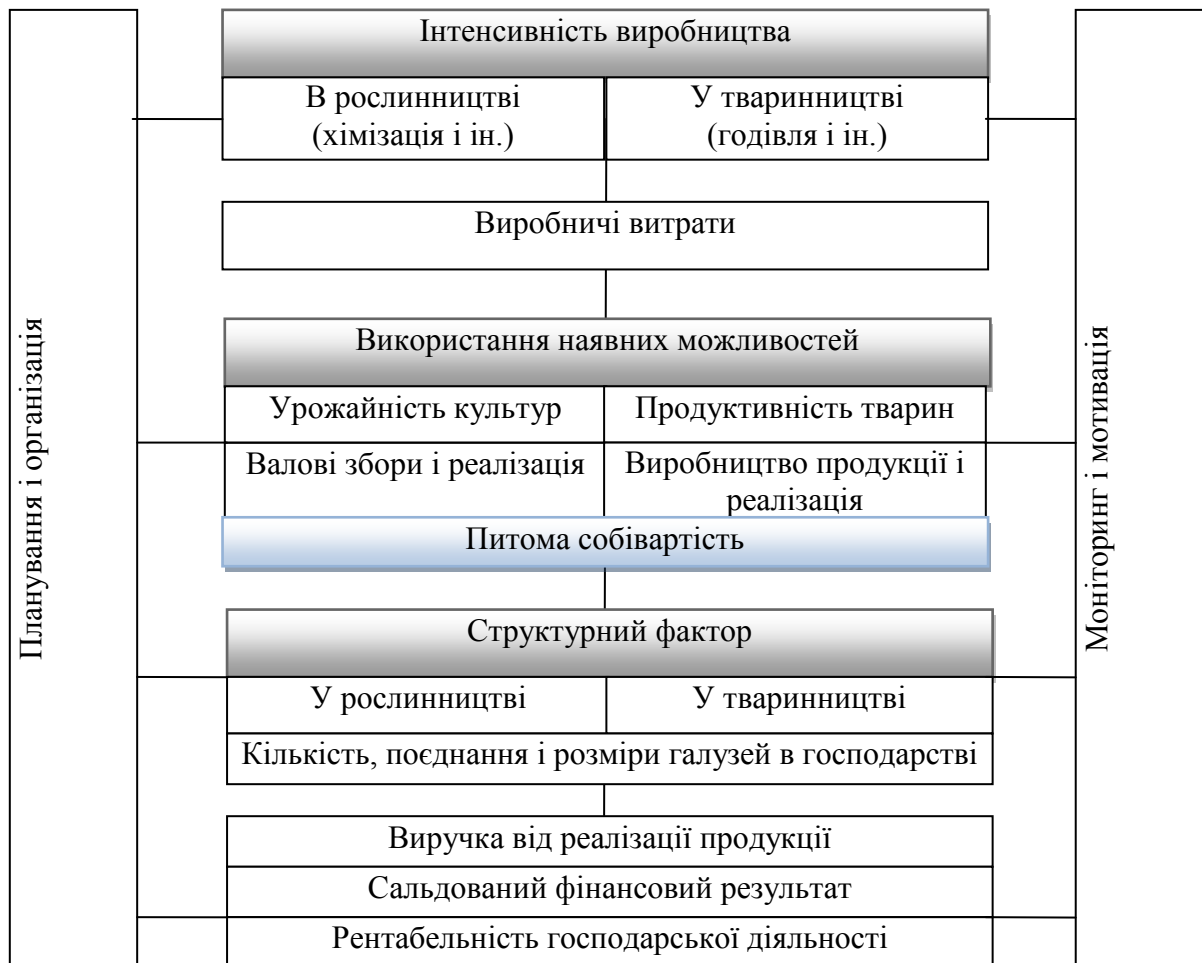 Планування і організація
Інтенсивність виробництва
В рослинництві
(хімізація і ін.)
У тваринництві
(годівля і ін.)
Виробничі витрати
Використання наявних можливостей
Урожайність культур
Продуктивність тварин
Валові збори і реалізація
Виробництво продукції і
реалізація
Питома собівартість
Структурний фактор
У рослинництві
У тваринництві
Кількість, поєднання і розміри галузей в господарстві
Виручка від реалізації продукції
Сальдований фінансовий результат
Рентабельність господарської діяльності
Моніторинг і мотивація